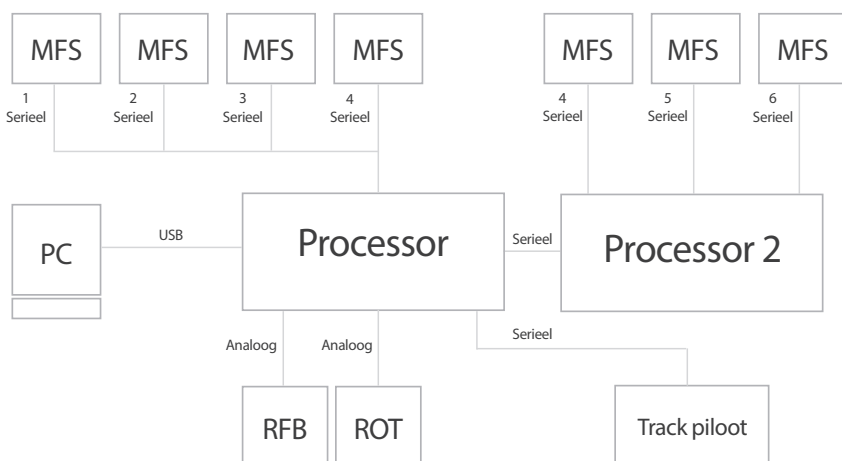 MFS MFS MFS MFS MFS MFS MFS
1 2 3 4 4 5 6
Serieel Serieel Serieel Serieel Serieel Serieel Serieel
PC
USB
Processor
Serieel
Processor 2
Analoog Analoog
Serieel
RFB ROT
Track piloot